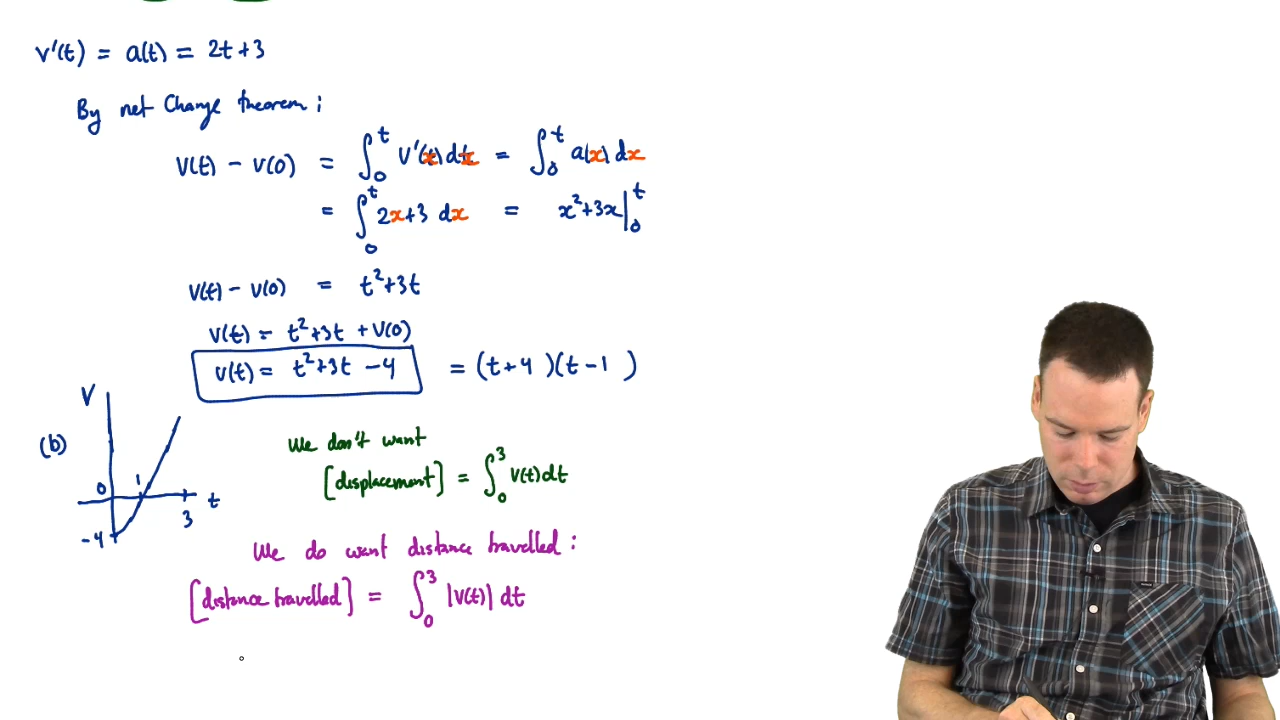 v'(t) = a(t) = 2t+3
By net Change theorem:
V(t) - v(0) = ∫₀ᵗ V'(x) dx = ∫₀ᵗ a(x) dx
= ∫₀ᵗ 2x+3 dx = x²+3x|₀ᵗ
V(t) - V(0) = t²+3t
V(t) = t²+3t + V(0)
v(t) = t²+3t -4 = (t+4)(t-1)
V
(b)
We don't want
[displacement] = ∫₀³ V(t)dt
0 1 t
3
-4
We do want distance travelled:
[distance travelled] = ∫₀³ |V(t)| dt